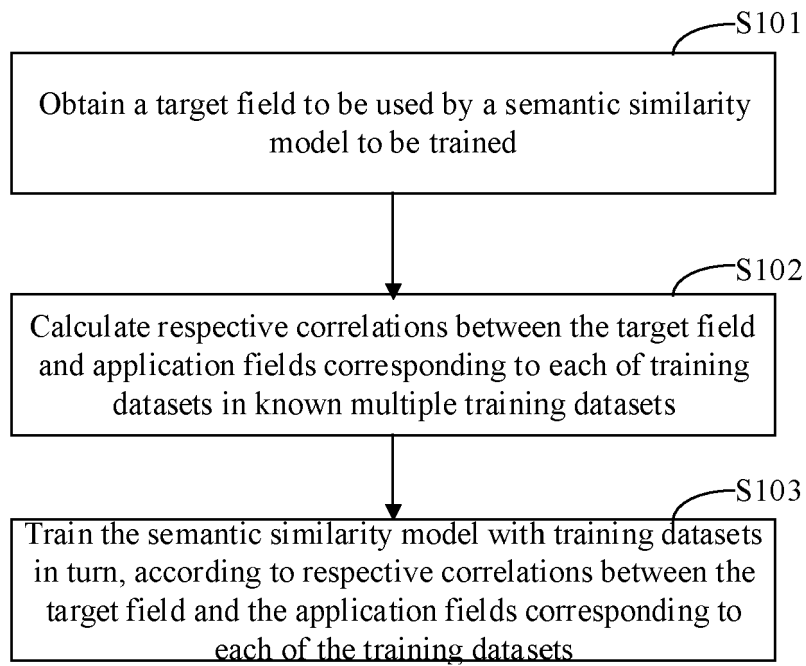 S101
Obtain a target field to be used by a semantic similarity
model to be trained
S102
Calculate respective correlations between the target field
and application fields corresponding to each of training
datasets in known multiple training datasets
S103
Train the semantic similarity model with training datasets
in turn, according to respective correlations between the
target field and the application fields corresponding to
each of the training datasets